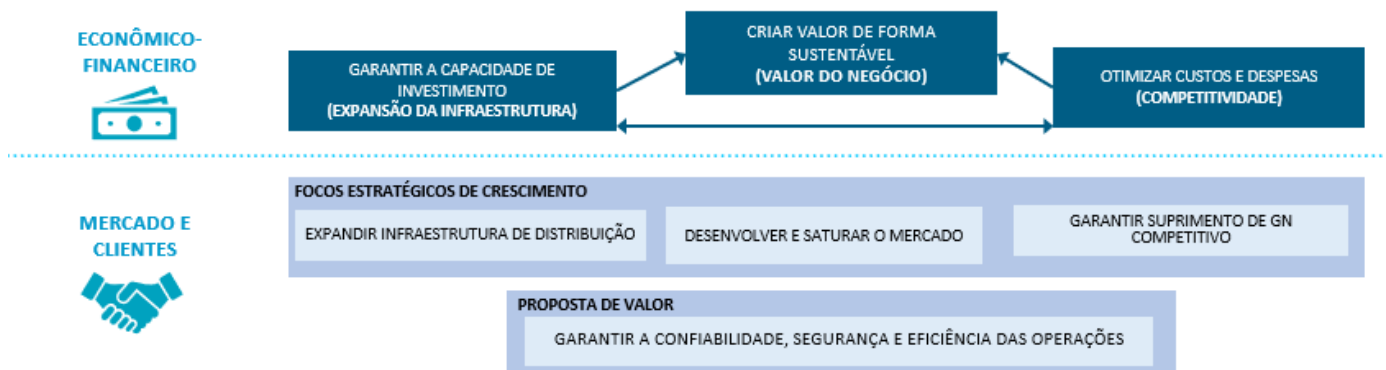 ECONÔMICO-
FINANCEIRO
GARANTIR A CAPACIDADE DE
INVESTIMENTO
(EXPANSÃO DA INFRAESTRUTURA)
CRIAR VALOR DE FORMA
SUSTENTÁVEL
(VALOR DO NEGÓCIO)
OTIMIZAR CUSTOS E DESPESAS
(COMPETITIVIDADE)
MERCADO E
CLIENTES
FOCOS ESTRATÉGICOS DE CRESCIMENTO
EXPANDIR INFRAESTRUTURA DE DISTRIBUIÇÃO
DESENVOLVER E SATURAR O MERCADO
GARANTIR SUPRIMENTO DE GN
COMPETITIVO
PROPOSTA DE VALOR
GARANTIR A CONFIABILIDADE, SEGURANÇA E EFICIÊNCIA DAS OPERAÇÕES